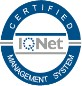 CERTIFIED
IQNet
MANAGEMENT SYSTEM